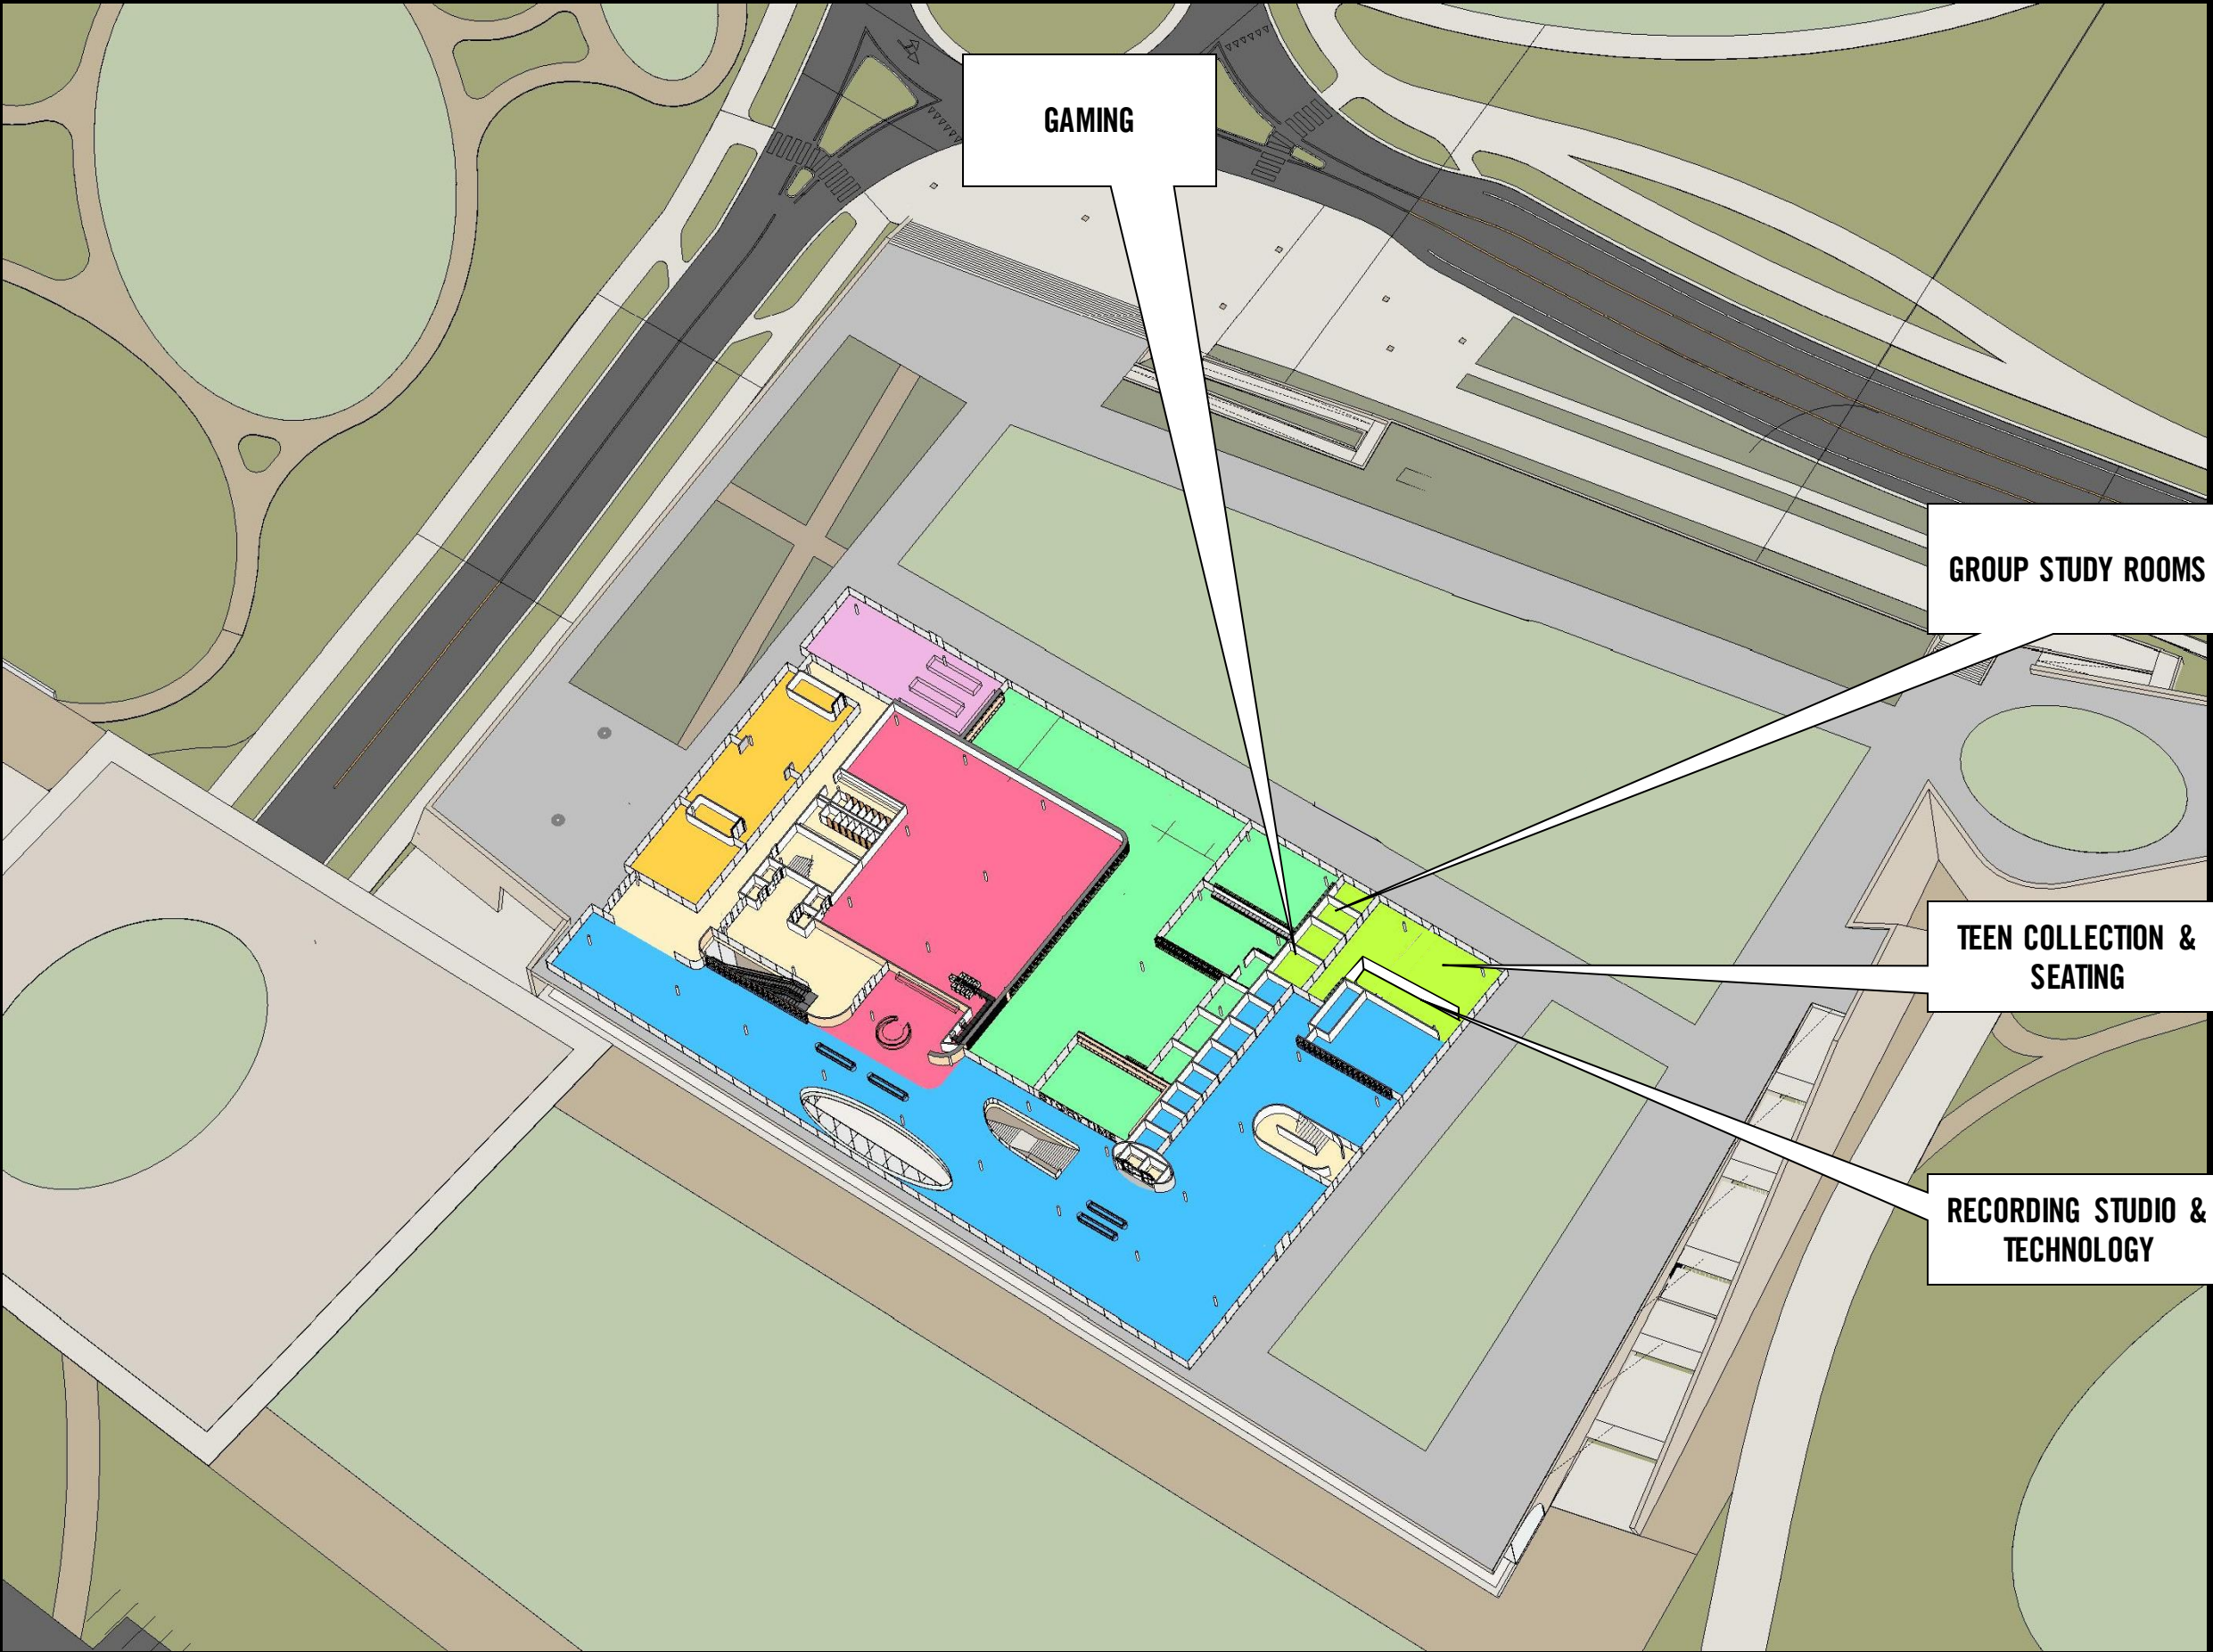 GAMING
GROUP STUDY ROOMS
TEEN COLLECTION &
SEATING
RECORDING STUDIO &
TECHNOLOGY